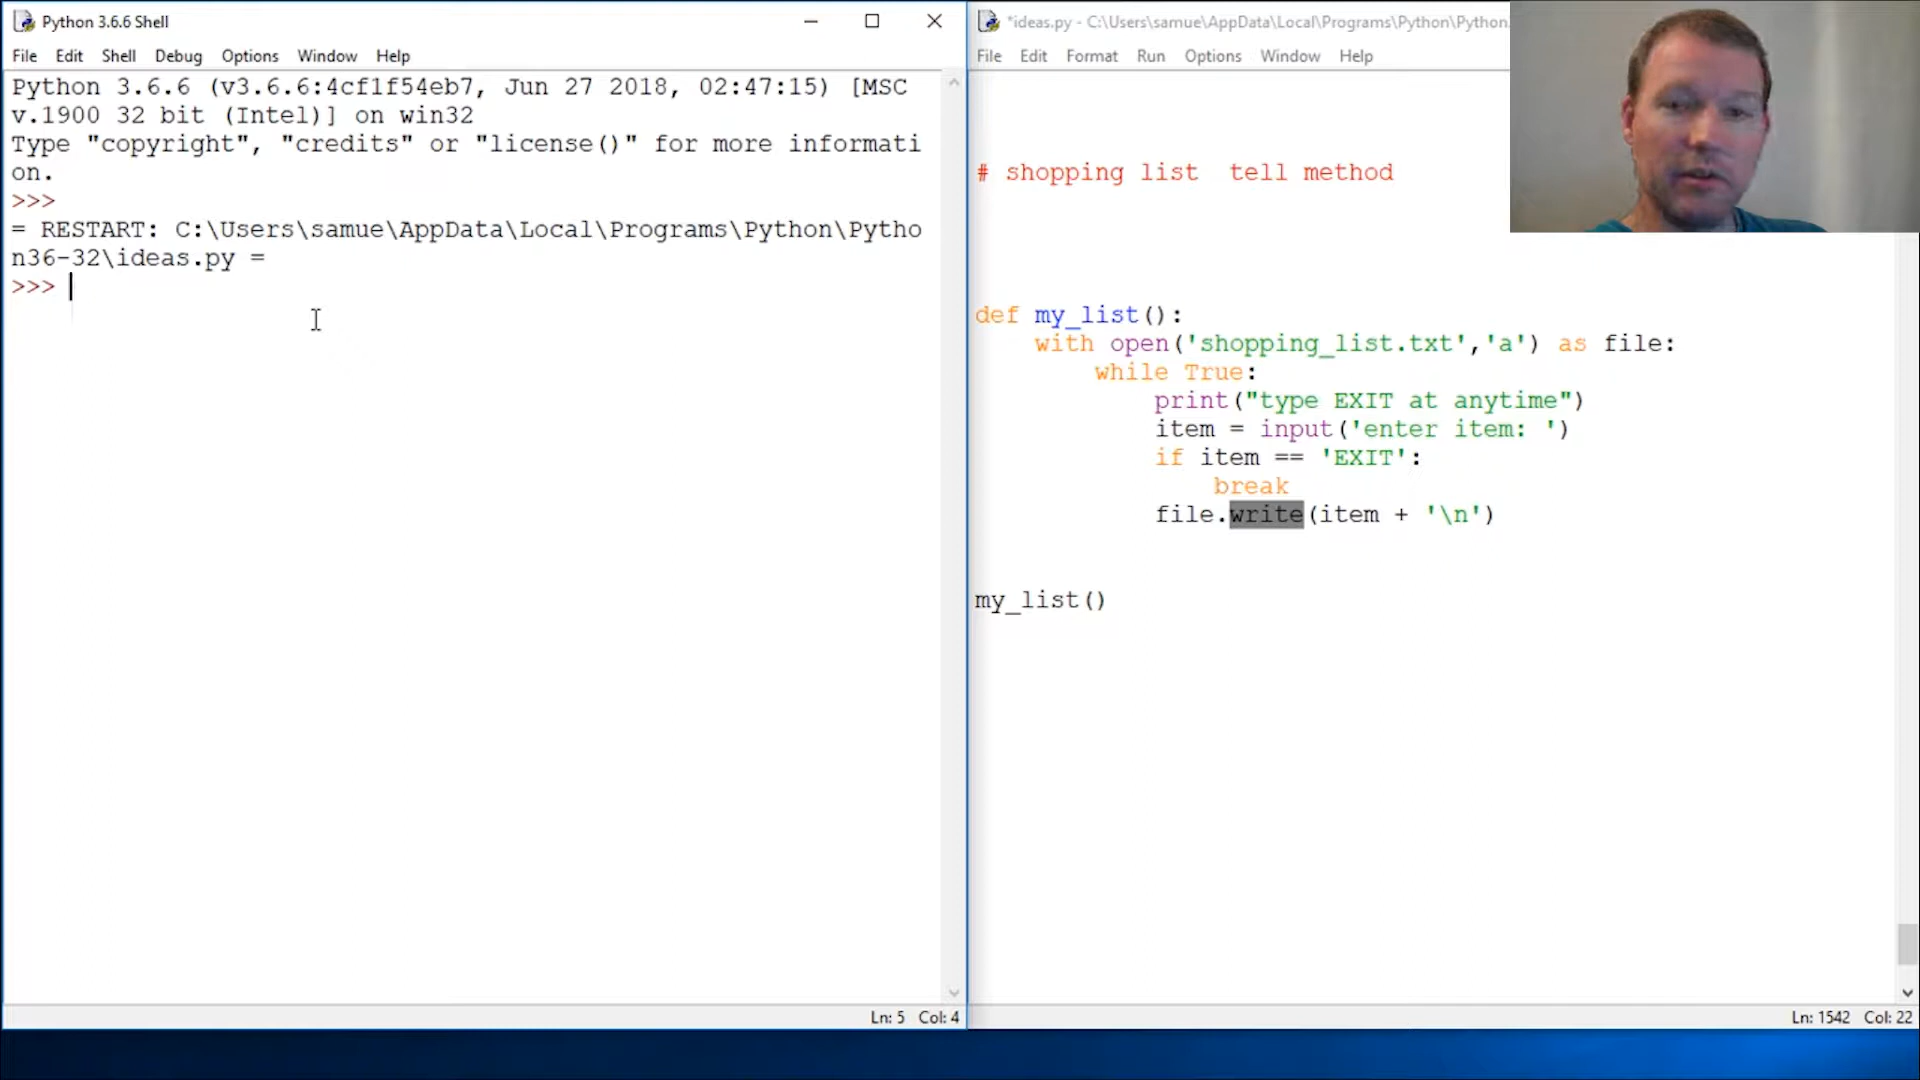 Python 3.6.6 Shell
File Edit Shell Debug Options Window Help
Python 3.6.6 (v3.6.6:4cf1f54eb7, Jun 27 2018, 02:47:15) [MSC
v.1900 32 bit (Intel)] on win32
Type "copyright", "credits" or "license()" for more informati
on.
>>>
= RESTART: C:\Users\samue\AppData\Local\Programs\Python\Pytho
n36-32\ideas.py =
>>>
Ln: 5 Col: 4
*ideas.py - C:\Users\samue\AppData\Local\Programs\Python\Python
File Edit Format Run Options Window Help
# shopping list  tell method
def my_list():
    with open('shopping_list.txt','a') as file:
        while True:
            print("type EXIT at anytime")
            item = input('enter item: ')
            if item == 'EXIT':
                break
            file.write(item + '\n')
my_list()
Ln: 1542 Col: 22